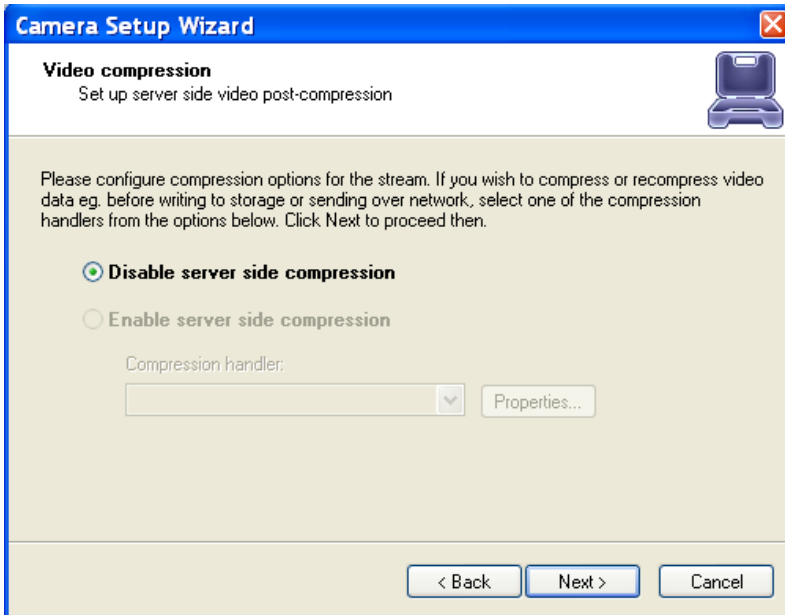 Camera Setup Wizard
Video compression
Set up server side video post-compression
Please configure compression options for the stream. If you wish to compress or recompress video
data eg. before writing to storage or sending over network, select one of the compression
handlers from the options below. Click Next to proceed then.
Disable server side compression
Enable server side compression
Compression handler:
Properties...
< Back
Next >
Cancel